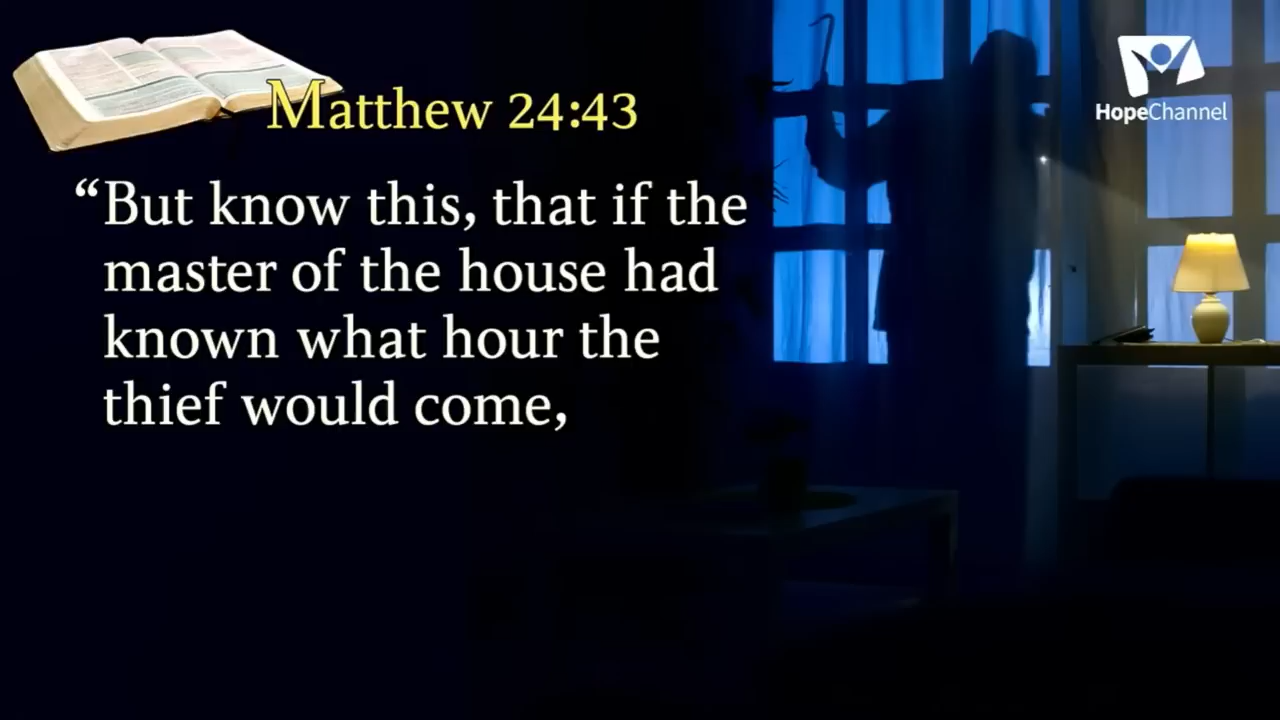 Matthew 24:43
HopeChannel
“But know this, that if the
master of the house had
known what hour the
thief would come,